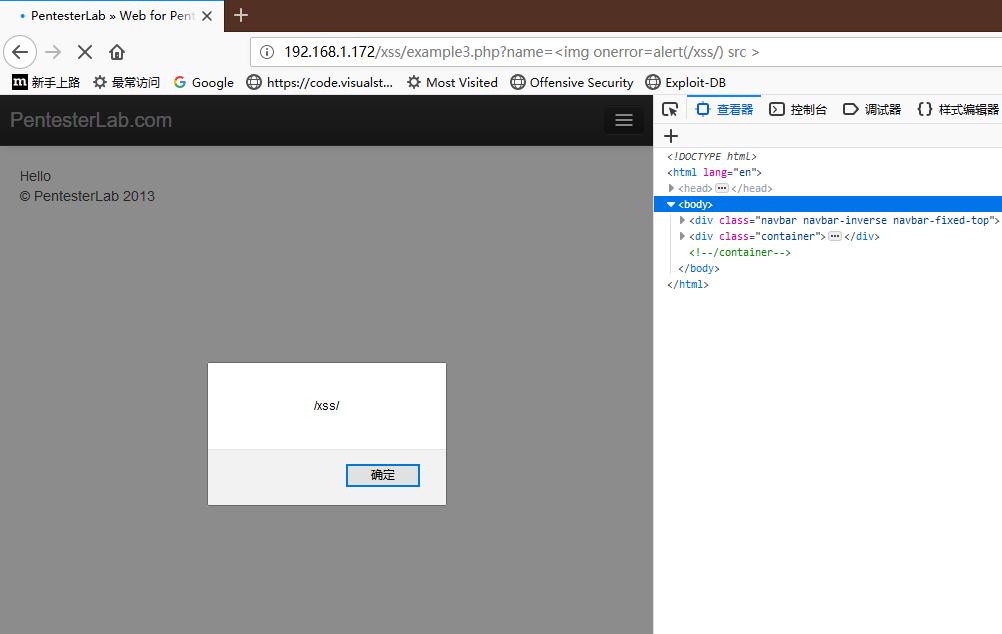 PentesterLab » Web for Pent
192.168.1.172/xss/example3.php?name=<img onerror=alert(/xss/) src >
新手上路 最常访问 Google https://code.visualst... Most Visited Offensive Security Exploit-DB
PentesterLab.com
Hello
© PentesterLab 2013
/xss/
确定
查看器 控制台 调试器 样式编辑器
<!DOCTYPE html>
<html lang="en">
<head>…</head>
<body>
<div class="navbar navbar-inverse navbar-fixed-top">
<div class="container">…</div>
<!--/container-->
</body>
</html>